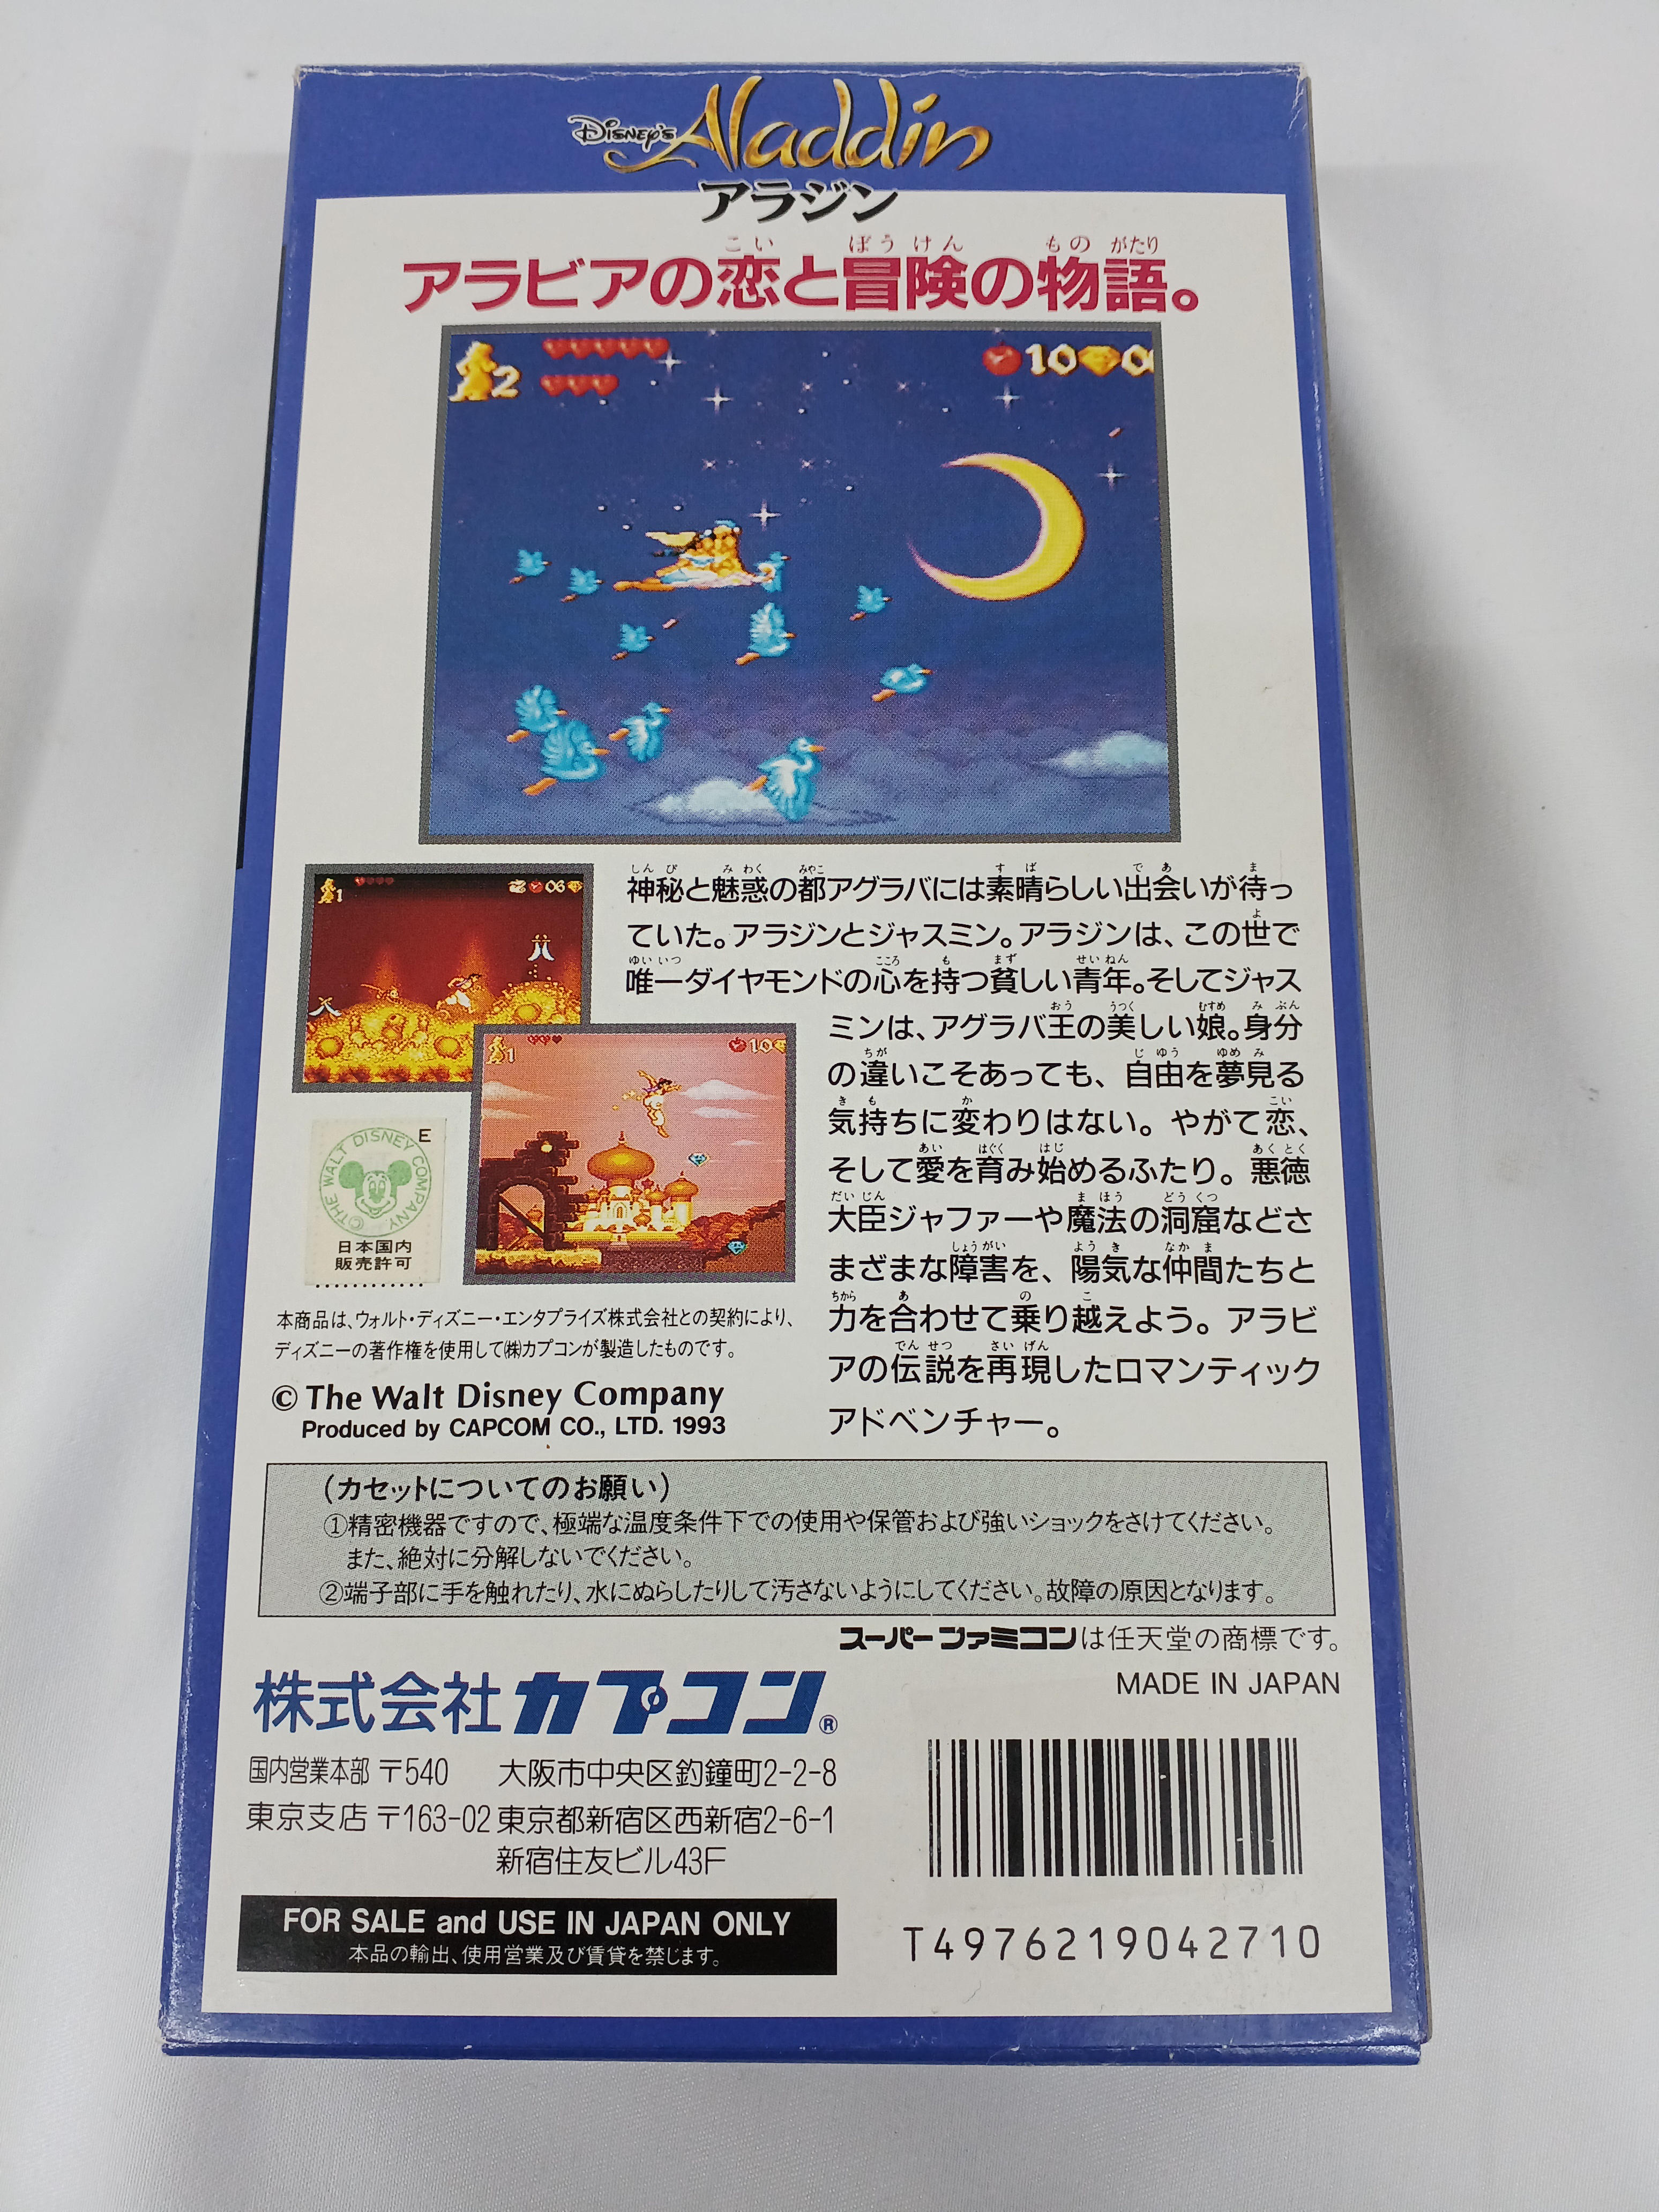 DISNEY'S Aladdin
アラジン
アラビアの恋と冒険の物語。
2
10
0
神秘と魅惑の都アグラバには素晴らしい出会いが待っ
ていた。アラジンとジャスミン。アラジンは、この世で
唯一ダイヤモンドの心を持つ貧しい青年。そしてジャス
ミンは、アグラバ王の美しい娘。身分
の違いこそあっても、自由を夢見る
気持ちに変わりはない。やがて恋、
そして愛を育み始めるふたり。悪徳
大臣ジャファーや魔法の洞窟などさ
まざまな障害を、陽気な仲間たちと
力を合わせて乗り越えよう。アラビ
アの伝説を再現したロマンティック
アドベンチャー。
1
06
1
10
E
©THE WALT DISNEY COMPANY
日本国内
販売許可
本商品は、ウォルト・ディズニー・エンタプライズ株式会社との契約により、
ディズニーの著作権を使用して㈱カプコンが製造したものです。
© The Walt Disney Company
Produced by CAPCOM CO., LTD. 1993
(カセットについてのお願い)
①精密機器ですので、極端な温度条件下での使用や保管および強いショックをさけてください。
また、絶対に分解しないでください。
②端子部に手を触れたり、水にぬらしたりして汚さないようにしてください。故障の原因となります。
スーパーファミコンは任天堂の商標です。
MADE IN JAPAN
株式会社カプコン®
国内営業本部 〒540 大阪市中央区釣鐘町2-2-8
東京支店 〒163-02 東京都新宿区西新宿2-6-1
新宿住友ビル43F
FOR SALE and USE IN JAPAN ONLY
本品の輸出、使用営業及び賃貸を禁じます。
T4976219042710